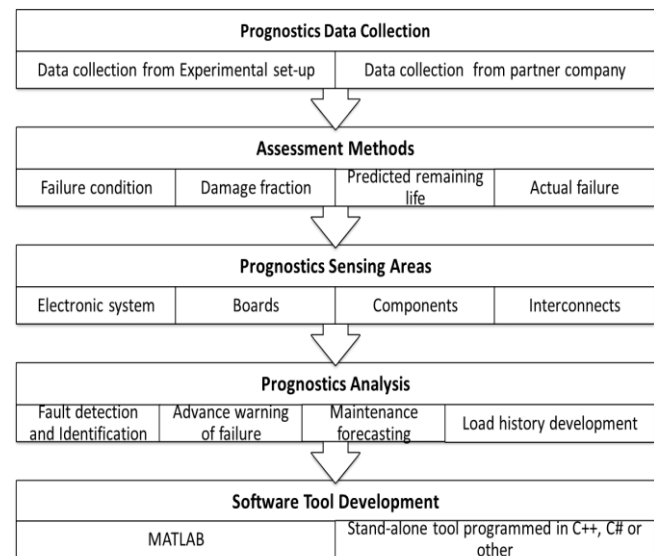 Prognostics Data Collection
Data collection from Experimental set-up
Data collection from partner company
Assessment Methods
Failure condition
Damage fraction
Predicted remaining
life
Actual failure
Prognostics Sensing Areas
Electronic system
Boards
Components
Interconnects
Prognostics Analysis
Fault detection
and Identification
Advance warning
of failure
Maintenance
forecasting
Load history development
Software Tool Development
MATLAB
Stand-alone tool programmed in C++, C# or
other